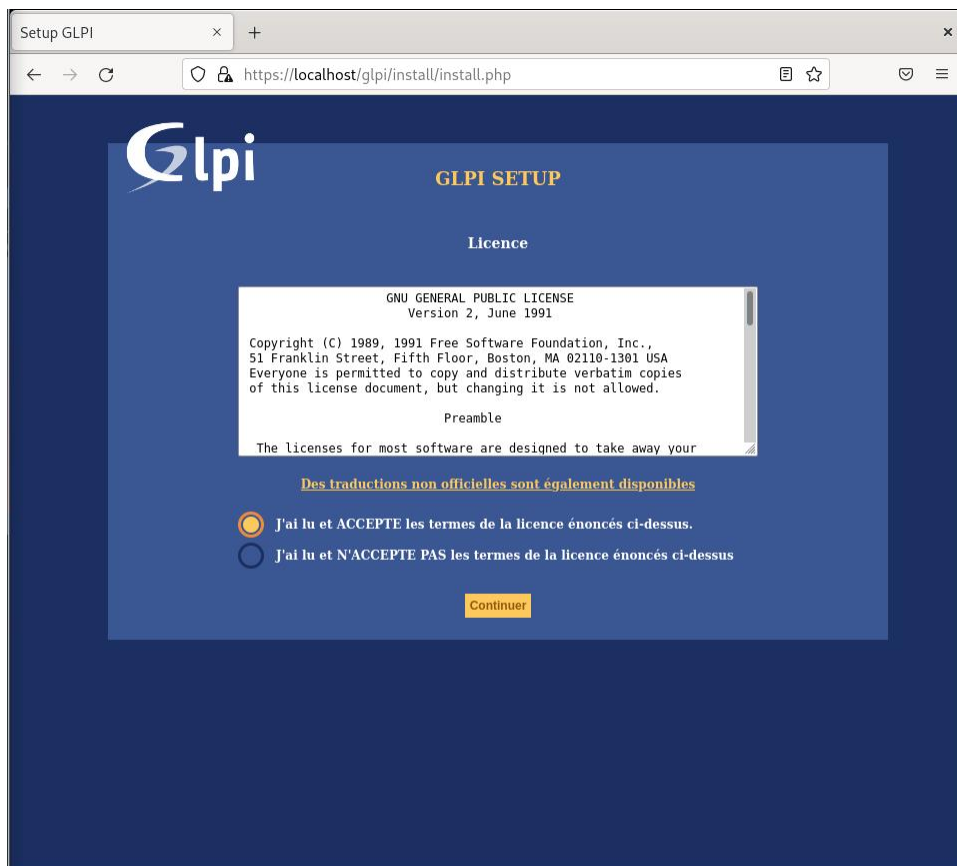 Setup GLPI
https://localhost/glpi/install/install.php
Glpi
GLPI SETUP
Licence
GNU GENERAL PUBLIC LICENSE
Version 2, June 1991
Copyright (C) 1989, 1991 Free Software Foundation, Inc.,
51 Franklin Street, Fifth Floor, Boston, MA 02110-1301 USA
Everyone is permitted to copy and distribute verbatim copies
of this license document, but changing it is not allowed.
Preamble
The licenses for most software are designed to take away your
Des traductions non officielles sont également disponibles
J'ai lu et ACCEPTE les termes de la licence énoncés ci-dessus.
J'ai lu et N'ACCEPTE PAS les termes de la licence énoncés ci-dessus
Continuer